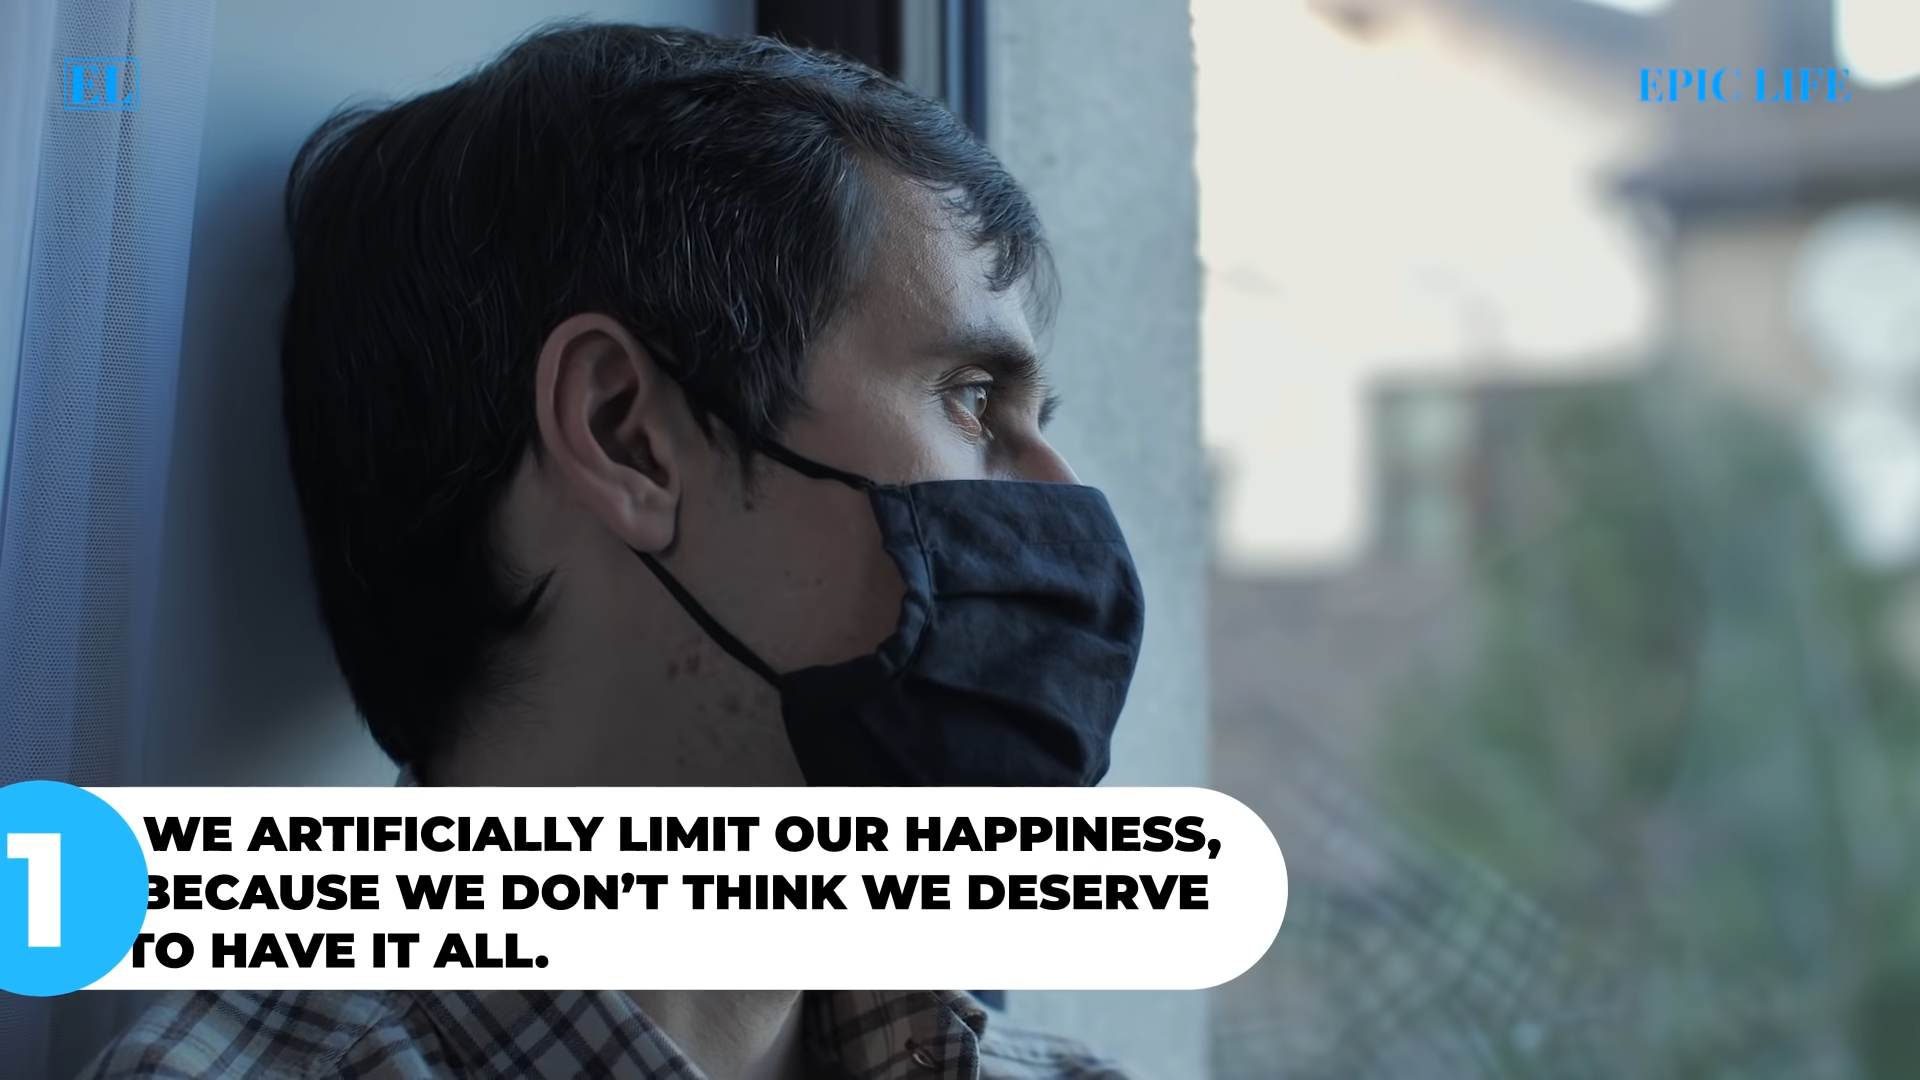 EL
EPIC LIFE
1
WE ARTIFICIALLY LIMIT OUR HAPPINESS,
BECAUSE WE DON’T THINK WE DESERVE
TO HAVE IT ALL.